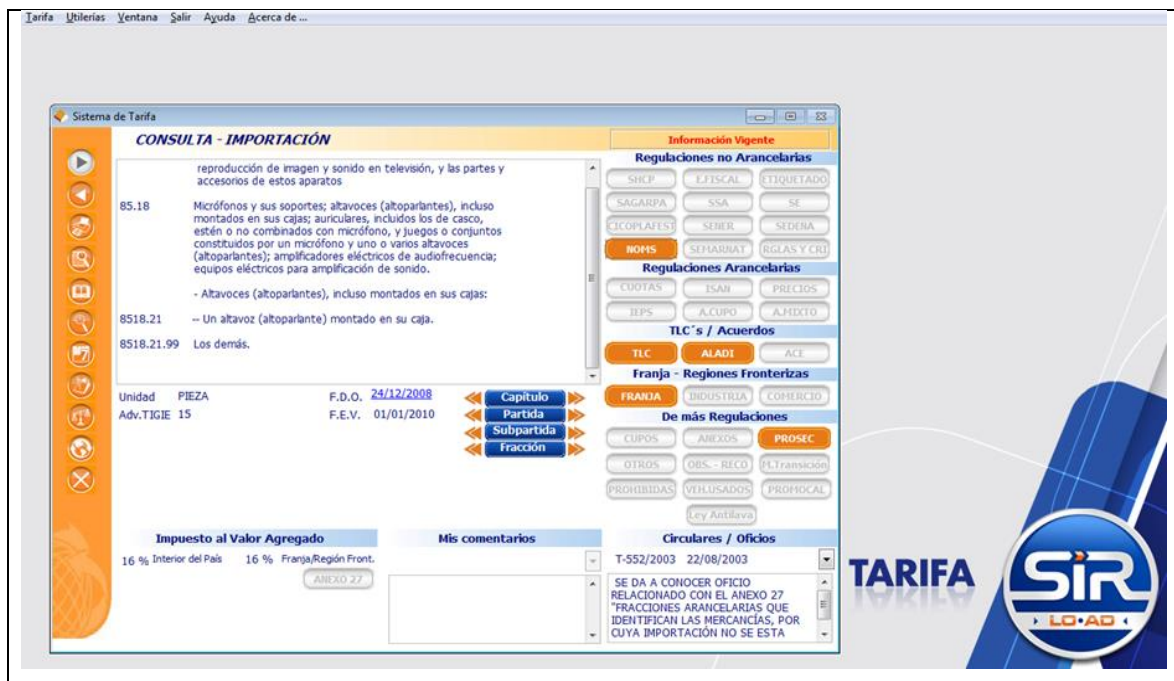 Tarifa Utilerías Ventana Salir Ayuda Acerca de ...
Sistema de Tarifa
CONSULTA - IMPORTACIÓN
reproducción de imagen y sonido en televisión, y las partes y
accesorios de estos aparatos
85.18 Micrófonos y sus soportes; altavoces (altoparlantes), incluso
montados en sus cajas; auriculares, incluidos los de casco,
estén o no combinados con micrófono, y juegos o conjuntos
constituidos por un micrófono y uno o varios altavoces
(altoparlantes); amplificadores eléctricos de audiofrecuencia;
equipos eléctricos para amplificación de sonido.
- Altavoces (altoparlantes), incluso montados en sus cajas:
8518.21 -- Un altavoz (altoparlante) montado en su caja.
8518.21.99 Los demás.
Unidad PIEZA F.D.O. 24/12/2008
Adv.TIGIE 15 F.E.V. 01/01/2010
Capítulo
Partida
Subpartida
Fracción
Impuesto al Valor Agregado
16 % Interior del País 16 % Franja/Región Front.
ANEXO 27
Mis comentarios
Información Vigente
Regulaciones no Arancelarias
SHCP E.FISCAL ETIQUETADO
SAGARPA SSA SE
CICOPLAFEST SENER SEDENA
NOMS SEMARNAT RGLAS Y CRI
Regulaciones Arancelarias
CUOTAS ISAN PRECIOS
IEPS A.CUPO A.MIXTO
TLC´s / Acuerdos
TLC ALADI ACE
Franja - Regiones Fronterizas
FRANJA INDUSTRIA COMERCIO
De más Regulaciones
CUPOS ANEXOS PROSEC
OTROS OBS. - RECO M.Transición
PROHIBIDAS VEH.USADOS PROMOCAL
Ley Antilava
Circulares / Oficios
T-552/2003 22/08/2003
SE DA A CONOCER OFICIO
RELACIONADO CON EL ANEXO 27
"FRACCIONES ARANCELARIAS QUE
IDENTIFICAN LAS MERCANCÍAS, POR
CUYA IMPORTACIÓN NO SE ESTA
TARIFA
SiR
LO•AD